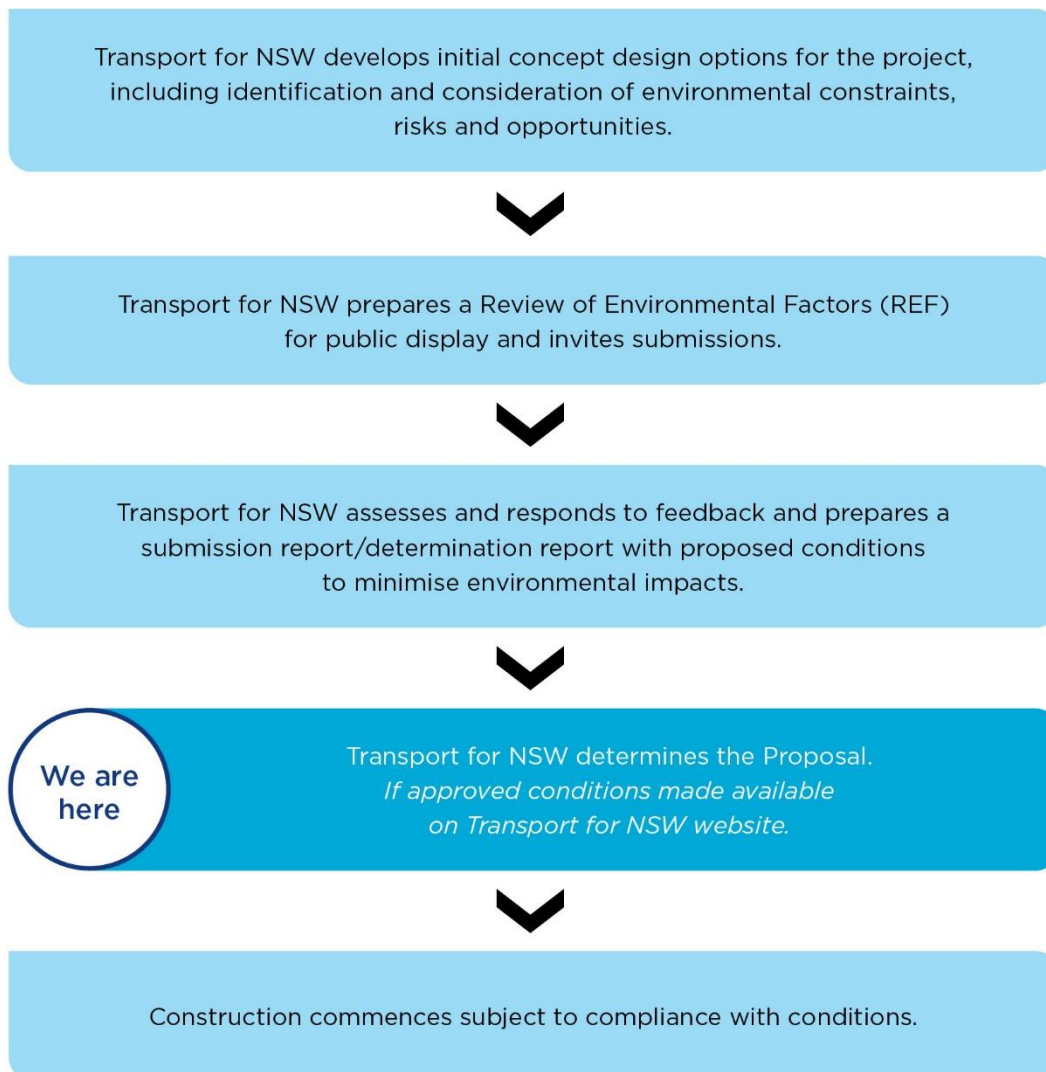 Transport for NSW develops initial concept design options for the project,
including identification and consideration of environmental constraints,
risks and opportunities.
Transport for NSW prepares a Review of Environmental Factors (REF)
for public display and invites submissions.
Transport for NSW assesses and responds to feedback and prepares a
submission report/determination report with proposed conditions
to minimise environmental impacts.
We are
here
Transport for NSW determines the Proposal.
If approved conditions made available
on Transport for NSW website.
Construction commences subject to compliance with conditions.